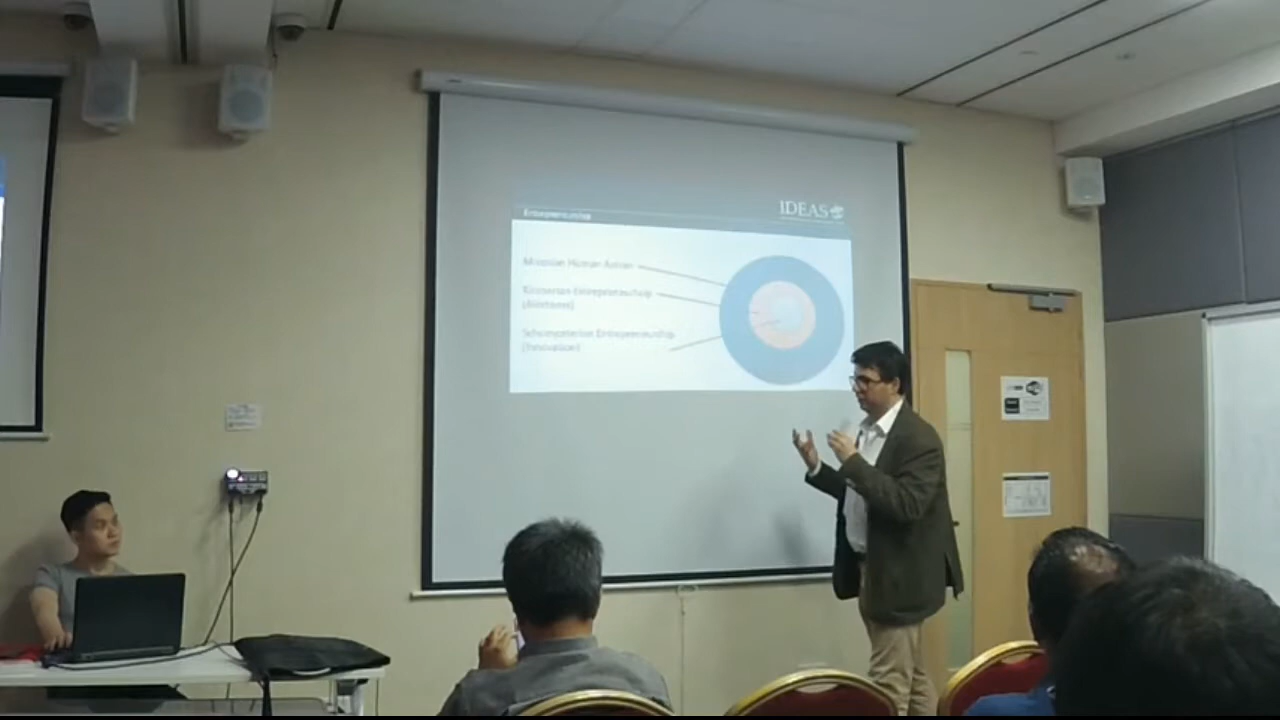 IDEAS
Entrepreneurship
Misesian Human Action
Kirznerian Entrepreneurship
(Alertness)
Schumpeterian Entrepreneurship
(Innovation)